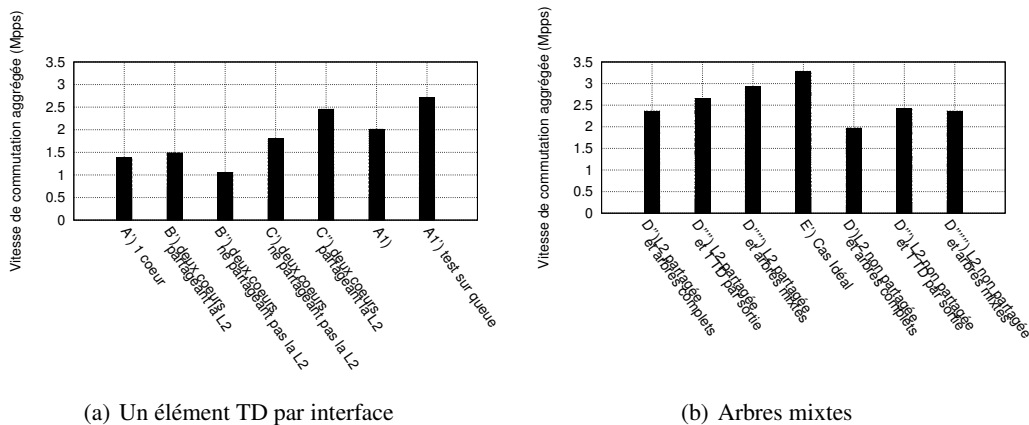 Vitesse de commutation aggrégée (Mpps)
3.5
3
2.5
2
1.5
1
0.5
0
A') 1 coeur
B') deux coeurs
partageant la L2
B'') deux coeurs
ne partageant pas la L2
C') deux coeurs
ne partageant pas la L2
C'') deux coeurs
partageant la L2
A1)
A1') test sur queue
(a) Un élément TD par interface
Vitesse de commutation aggrégée (Mpps)
3.5
3
2.5
2
1.5
1
0.5
0
D'')L2 partagée
et arbres complets
D'''') L2 partagée
et 1 TD par sortie
D''''') L2 partagée
et arbres mixtes
E') Cas Idéal
D')L2 non partagée
et arbres complets
D''') L2 non partagée
et 1 TD par sortie
D''''') L2 non partagée
et arbres mixtes
(b) Arbres mixtes